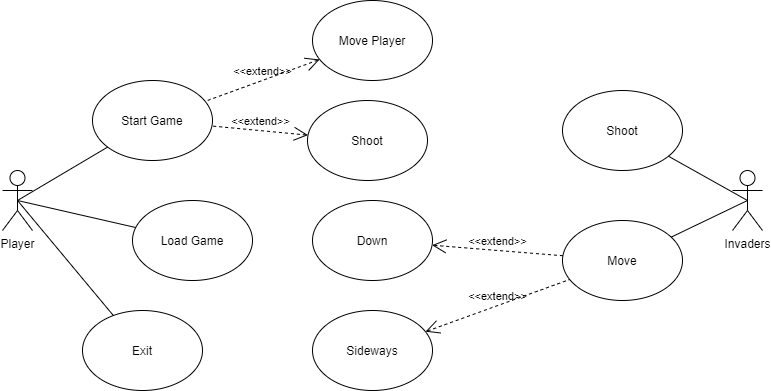 Move Player
<<extend>>
Start Game
<<extend>>
Shoot
Shoot
Player
Load Game
Down
<<extend>>
Move
Invaders
<<extend>>
Exit
Sideways